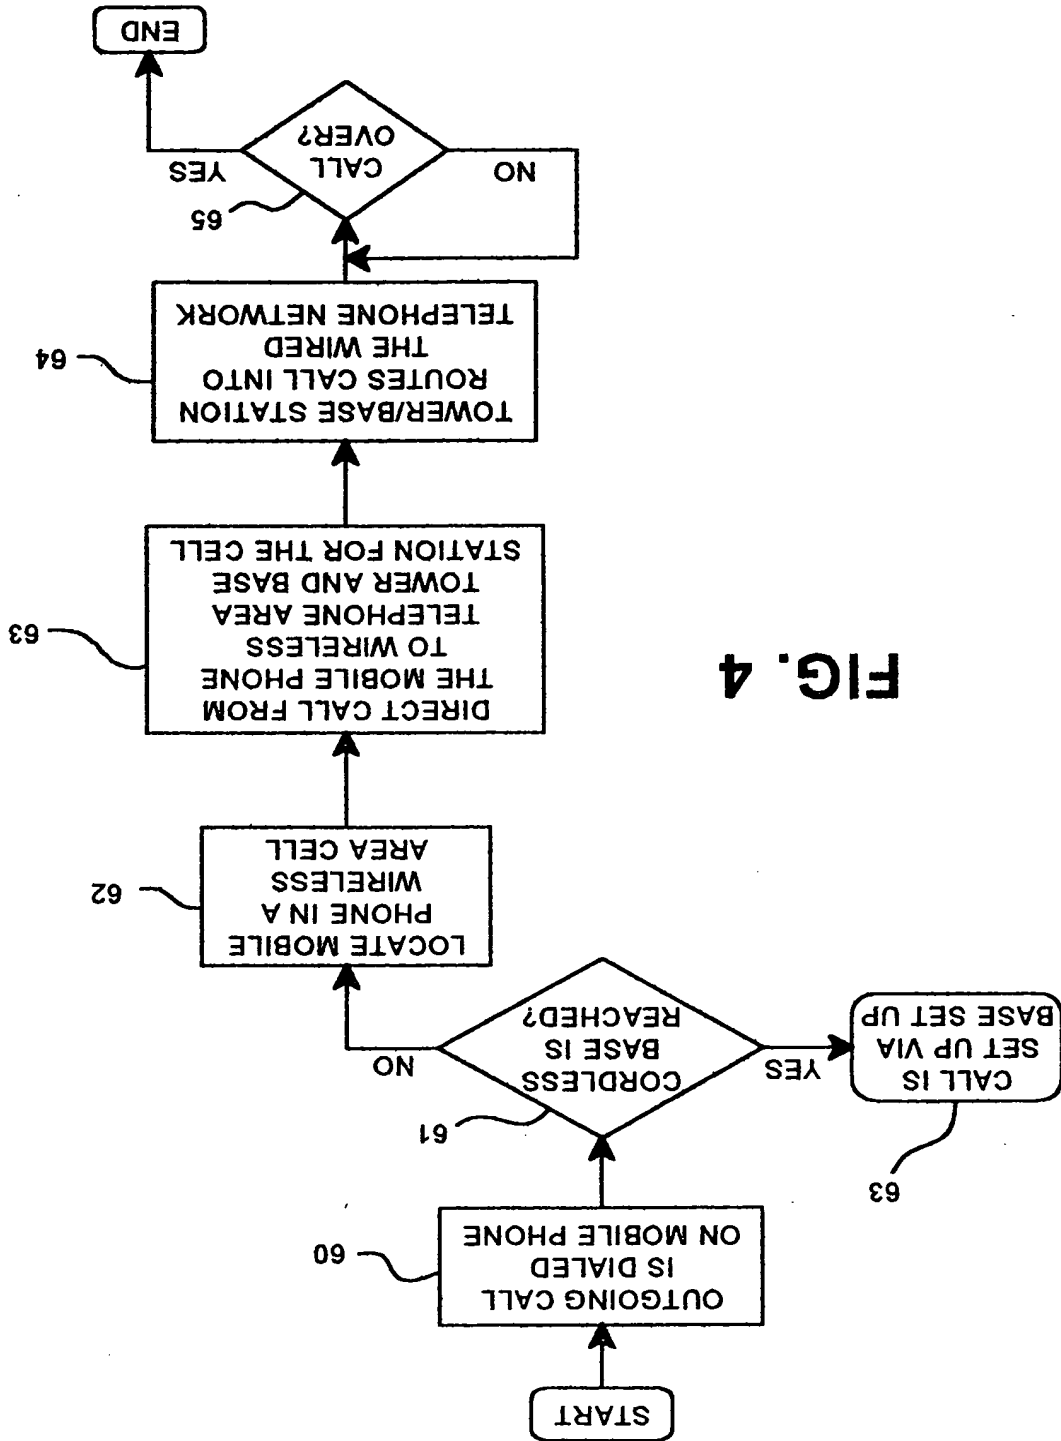 START
OUTGOING CALL
IS DIALED
ON MOBILE PHONE
60
61
CORDLESS
BASE IS
REACHED?
YES
NO
63
CALL IS
SET UP VIA
BASE SET UP
LOCATE MOBILE
PHONE IN A
WIRELESS
AREA CELL
62
DIRECT CALL FROM
THE MOBILE PHONE
TO WIRELESS
TELEPHONE AREA
TOWER AND BASE
STATION FOR THE CELL
63
TOWER/BASE STATION
ROUTES CALL INTO
THE WIRED
TELEPHONE NETWORK
64
65
CALL
OVER?
NO
YES
END
FIG. 4